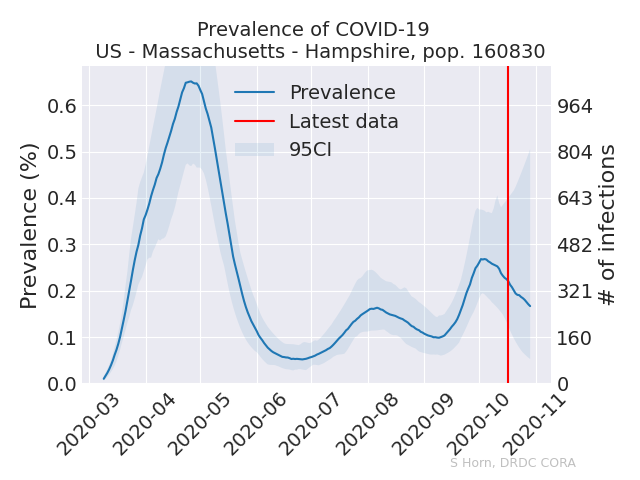 Prevalence of COVID-19
US - Massachusetts - Hampshire, pop. 160830
Prevalence
Latest data
95CI
Prevalence (%)
0.6
0.5
0.4
0.3
0.2
0.1
0.0
964
804
643
482
321
160
0
# of infections
2020-03
2020-04
2020-05
2020-06
2020-07
2020-08
2020-09
2020-10
2020-11
S Horn, DRDC CORA